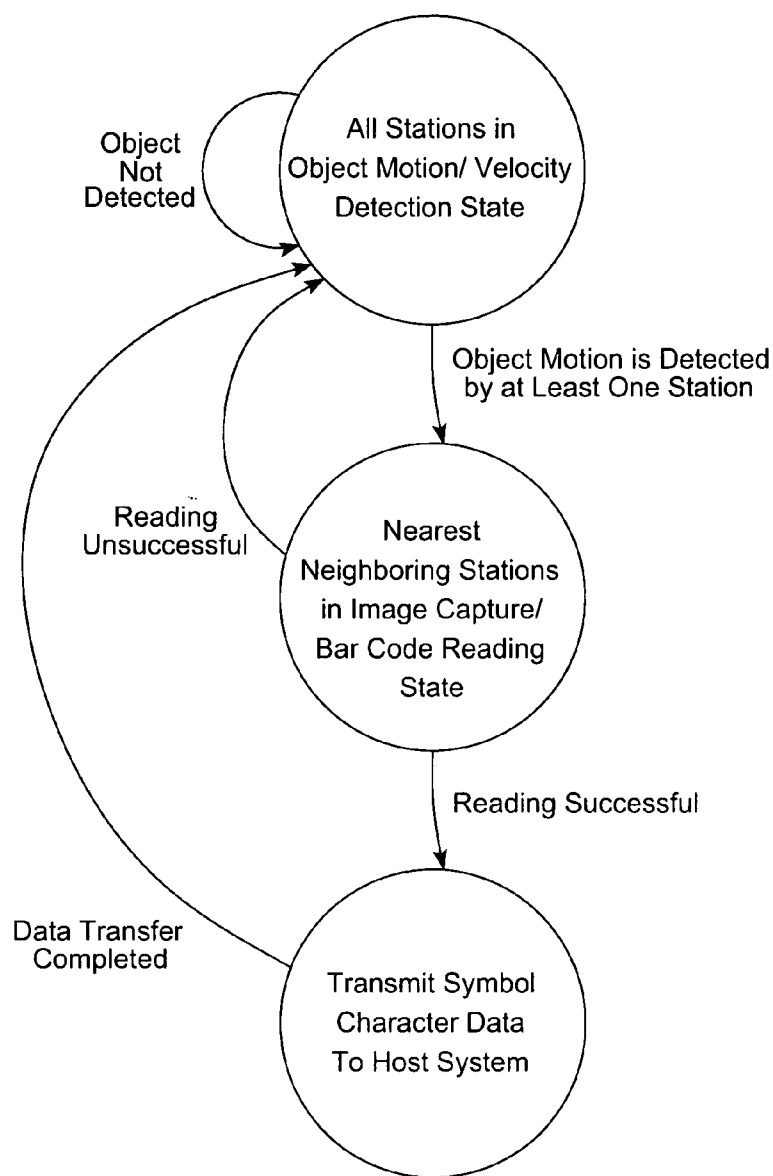 All Stations in
Object Motion/ Velocity
Detection State
Object
Not
Detected
Object Motion is Detected
by at Least One Station
Reading
Unsuccessful
Nearest
Neighboring Stations
in Image Capture/
Bar Code Reading
State
Reading Successful
Data Transfer
Completed
Transmit Symbol
Character Data
To Host System